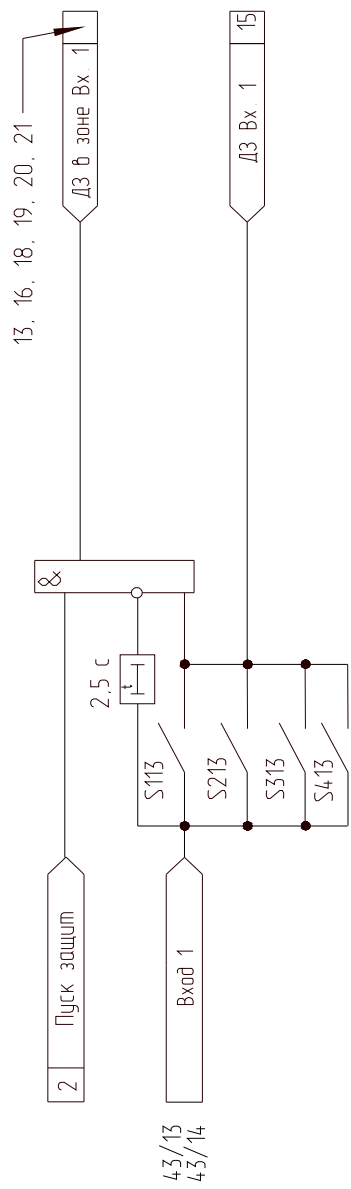 13, 16, 18, 19, 20, 21
ДЗ в зоне Вх. 1
ДЗ Вх. 1
15
&
2,5 с
t
S113
S213
S313
S413
2
Пуск защит
Вход 1
43/13
43/14